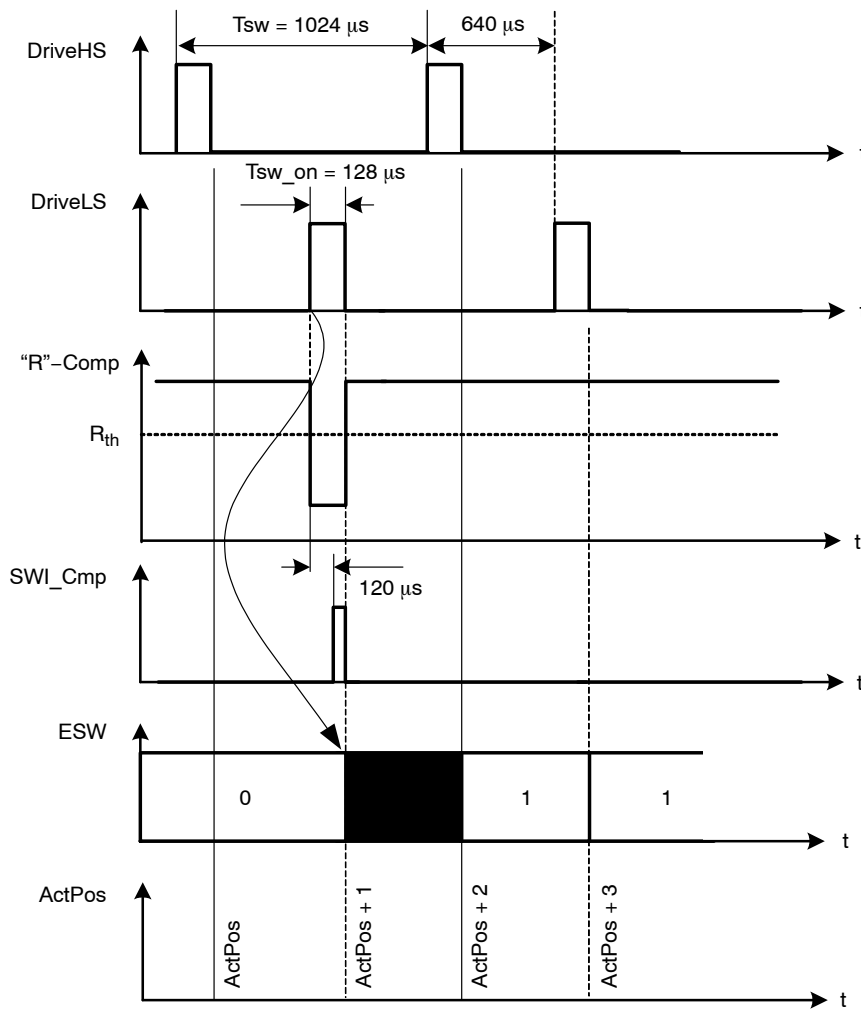 Tsw = 1024 μs
640 μs
DriveHS
t
Tsw_on = 128 μs
DriveLS
t
“R”−Comp
Rth
t
SWI_Cmp
120 μs
t
ESW
0
1
1
t
ActPos
ActPos
ActPos + 1
ActPos + 2
ActPos + 3
t